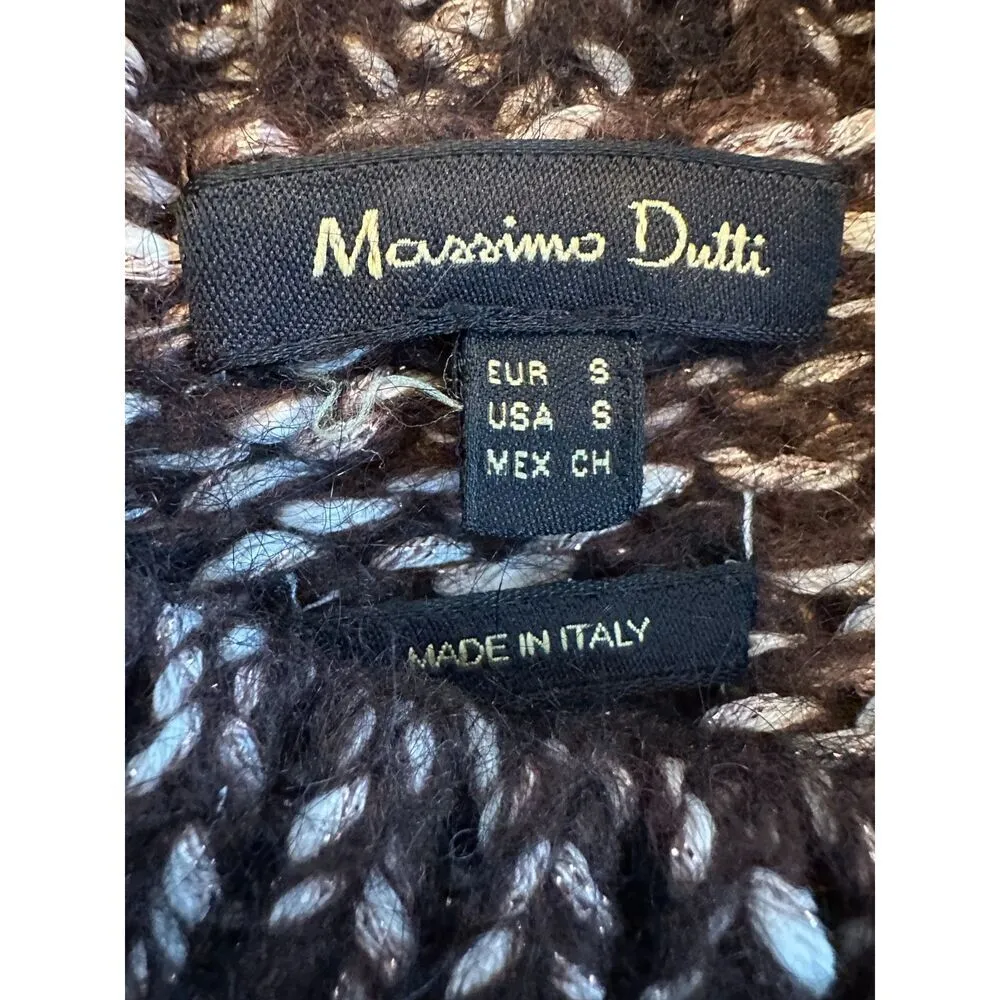 Massimo Dutti
EUR S
USA S
MEX CH
MADE IN ITALY